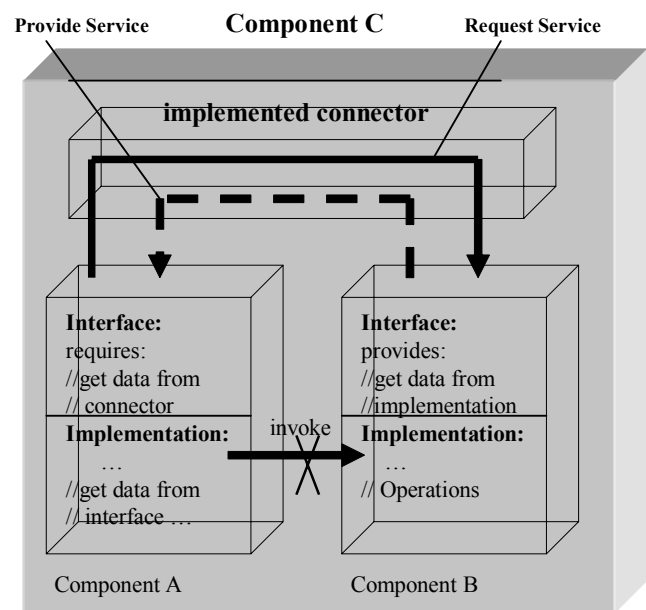 Provide Service
Component C
Request Service
implemented connector
Interface:
requires:
//get data from
// connector
Implementation:
…
//get data from
// interface …
invoke
Interface:
provides:
//get data from
//implementation
Implementation:
…
// Operations
Component A
Component B